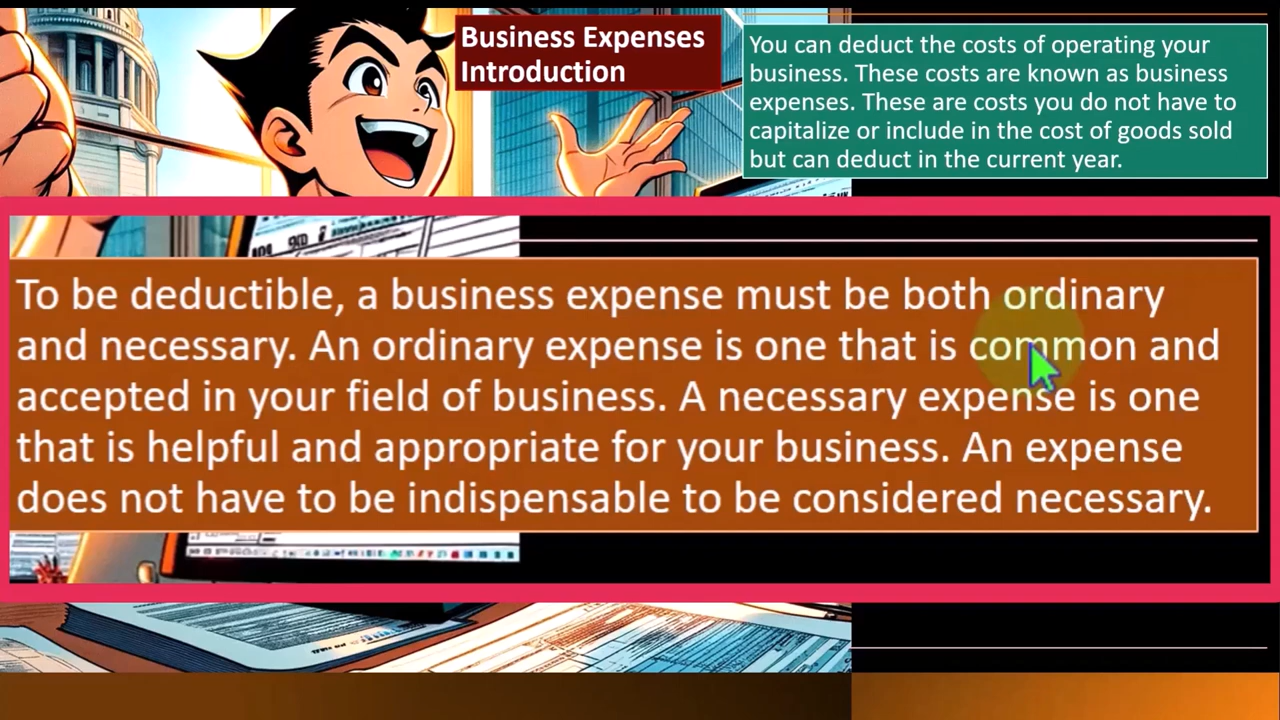 Business Expenses
Introduction
You can deduct the costs of operating your
business. These costs are known as business
expenses. These are costs you do not have to
capitalize or include in the cost of goods sold
but can deduct in the current year.
To be deductible, a business expense must be both ordinary
and necessary. An ordinary expense is one that is common and
accepted in your field of business. A necessary expense is one
that is helpful and appropriate for your business. An expense
does not have to be indispensable to be considered necessary.